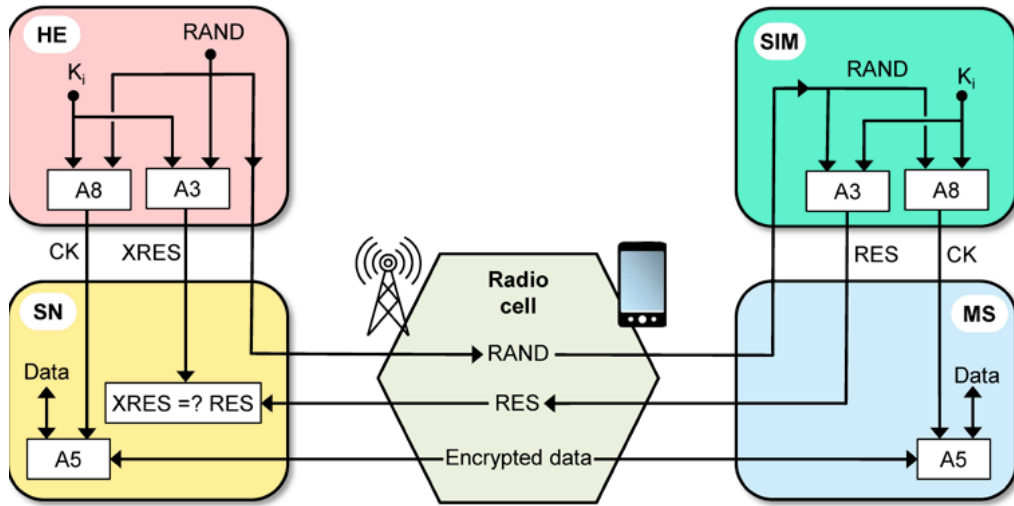 HE
RAND
Kᵢ
A8
A3
CK
XRES
SN
Data
XRES =? RES
A5
Radio
cell
RAND
RES
Encrypted data
SIM
RAND
Kᵢ
A3
A8
RES
CK
MS
Data
A5